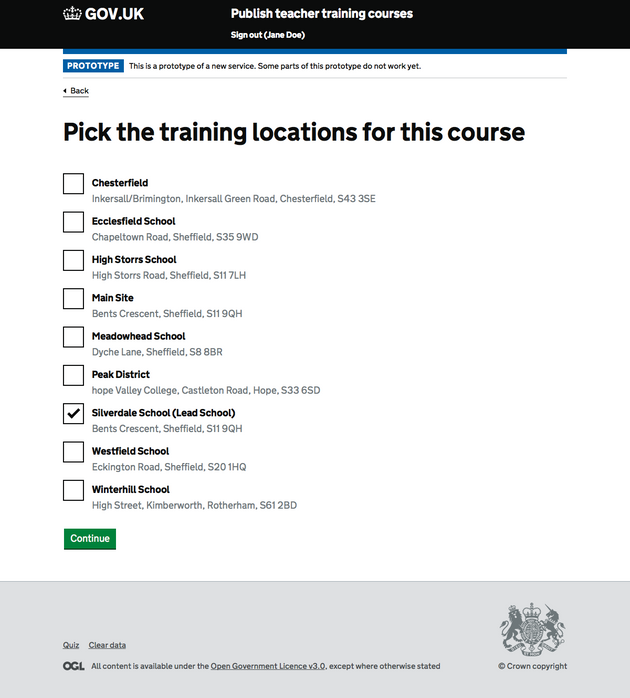 GOV.UK
Publish teacher training courses
Sign out (Jane Doe)
PROTOTYPE This is a prototype of a new service. Some parts of this prototype do not work yet.
Back
Pick the training locations for this course
Chesterfield
Inkersall/Brimington, Inkersall Green Road, Chesterfield, S43 3SE
Ecclesfield School
Chapeltown Road, Sheffield, S35 9WD
High Storrs School
High Storrs Road, Sheffield, S11 7LH
Main Site
Bents Crescent, Sheffield, S11 9QH
Meadowhead School
Dyche Lane, Sheffield, S8 8BR
Peak District
hope Valley College, Castleton Road, Hope, S33 6SD
Silverdale School (Lead School)
Bents Crescent, Sheffield, S11 9QH
Westfield School
Eckington Road, Sheffield, S20 1HQ
Winterhill School
High Street, Kimberworth, Rotherham, S61 2BD
Continue
Quiz Clear data
OGL All content is available under the Open Government Licence v3.0, except where otherwise stated
© Crown copyright